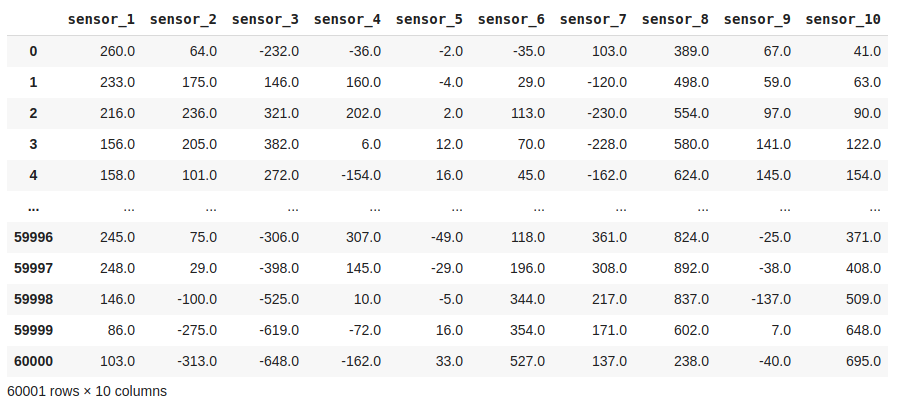 sensor_1 sensor_2 sensor_3 sensor_4 sensor_5 sensor_6 sensor_7 sensor_8 sensor_9 sensor_10
0 260.0 64.0 -232.0 -36.0 -2.0 -35.0 103.0 389.0 67.0 41.0
1 233.0 175.0 146.0 160.0 -4.0 29.0 -120.0 498.0 59.0 63.0
2 216.0 236.0 321.0 202.0 2.0 113.0 -230.0 554.0 97.0 90.0
3 156.0 205.0 382.0 6.0 12.0 70.0 -228.0 580.0 141.0 122.0
4 158.0 101.0 272.0 -154.0 16.0 45.0 -162.0 624.0 145.0 154.0
... ... ... ... ... ... ... ... ... ... ...
59996 245.0 75.0 -306.0 307.0 -49.0 118.0 361.0 824.0 -25.0 371.0
59997 248.0 29.0 -398.0 145.0 -29.0 196.0 308.0 892.0 -38.0 408.0
59998 146.0 -100.0 -525.0 10.0 -5.0 344.0 217.0 837.0 -137.0 509.0
59999 86.0 -275.0 -619.0 -72.0 16.0 354.0 171.0 602.0 7.0 648.0
60000 103.0 -313.0 -648.0 -162.0 33.0 527.0 137.0 238.0 -40.0 695.0
60001 rows × 10 columns